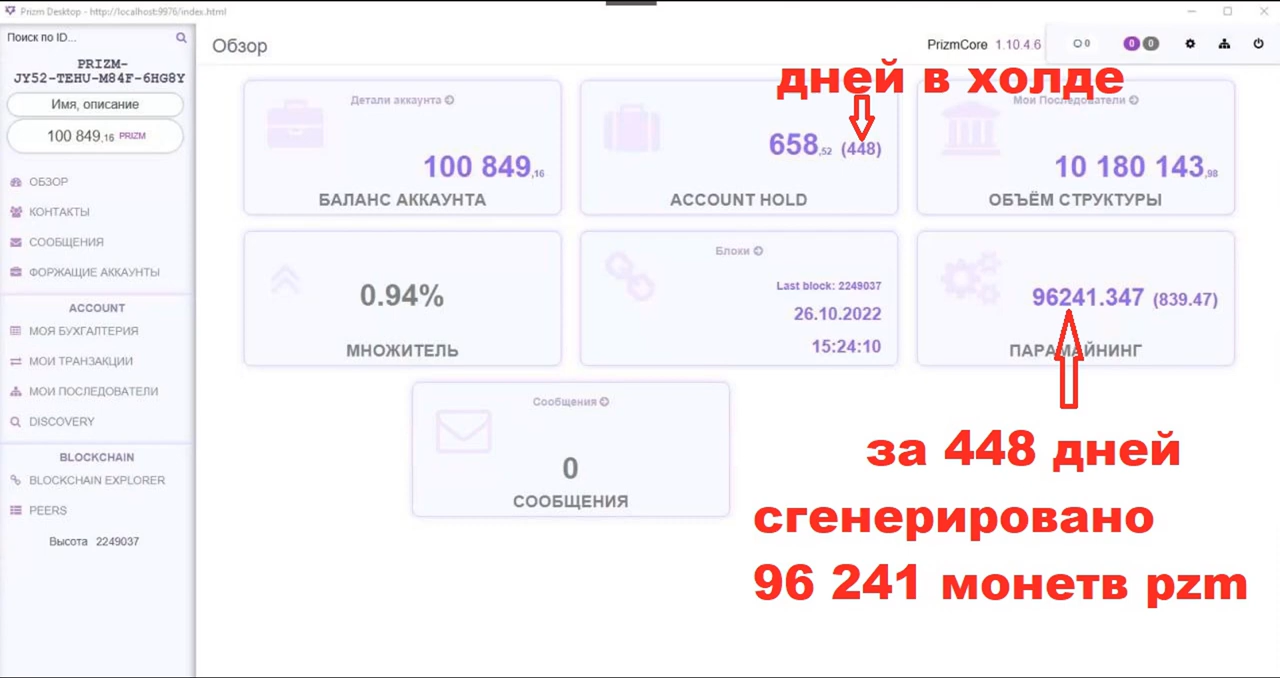 Prizm Desktop - http://localhost:9976/index.html
Поиск по ID...
PRIZM-
JY52-TEHU-M84F-6HG8Y
Имя, описание
100 849,16 PRIZM
ОБЗОР
КОНТАКТЫ
СООБЩЕНИЯ
ФОРЖАЩИЕ АККАУНТЫ
ACCOUNT
МОЯ БУХГАЛТЕРИЯ
МОИ ТРАНЗАКЦИИ
МОИ ПОСЛЕДОВАТЕЛИ
DISCOVERY
BLOCKCHAIN
BLOCKCHAIN EXPLORER
PEERS
Высота 2249037
Обзор
PrizmCore 1.10.4.6
0
0 0
дней в холде
Детали аккаунта
100 849,16
БАЛАНС АККАУНТА
658,52 (448)
ACCOUNT HOLD
Мои Последователи
10 180 143,98
ОБЪЁМ СТРУКТУРЫ
0.94%
МНОЖИТЕЛЬ
Блоки
Last block: 2249037
26.10.2022
15:24:10
96241.347 (839.47)
ПАРАМАЙНИНГ
Сообщения
0
СООБЩЕНИЯ
за 448 дней
сгенерировано
96 241 монетв pzm